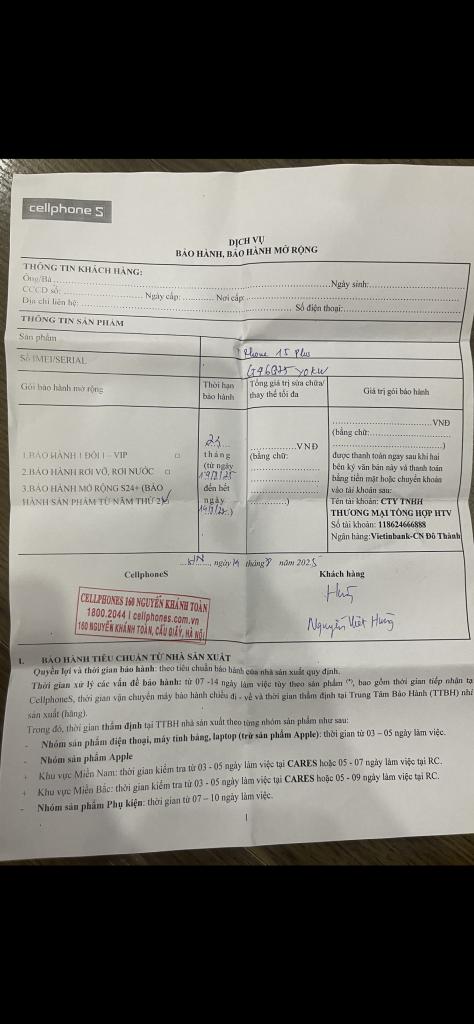 cellphone S
DỊCH VỤ
BẢO HÀNH, BẢO HÀNH MỞ RỘNG
THÔNG TIN KHÁCH HÀNG:
Ông/Bà Ngày sinh:
CCCD số: Ngày cấp: Nơi cấp:
Địa chỉ liên hệ: Số điện thoại:
THÔNG TIN SẢN PHẨM
Sản phẩm iPhone 15 Plus
Số IMEI/SERIAL
Gói bảo hành mở rộng
Thời hạn
bảo hành
Tổng giá trị sửa chữa/
thay thế tối đa
Giá trị gói bảo hành
1.BẢO HÀNH 1 ĐỔI 1 – VIP
2.BẢO HÀNH RƠI VỠ, RƠI NƯỚC
3.BẢO HÀNH MỞ RỘNG S24+ (BẢO
HÀNH SẢN PHẨM TỪ NĂM THỨ 2)
tháng
(từ ngày
đến hết
ngày
VNĐ
(bằng chữ:
)
VNĐ
(bằng chữ:
)
được thanh toán ngay sau khi hai
bên ký văn bản này và thanh toán
bằng tiền mặt hoặc chuyển khoản
vào tài khoản sau:
Tên tài khoản: CTY TNHH
THƯƠNG MẠI TỔNG HỢP HTV
Số tài khoản: 118624666888
Ngân hàng: Vietinbank-CN Đô Thành
HN, ngày 19 tháng 8 năm 2025
CellphoneS Khách hàng
CELLPHONES 160 NGUYỄN KHÁNH TOÀN
1800.2044 | cellphones.com.vn
160 NGUYỄN KHÁNH TOÀN, CẦU GIẤY, HÀ NỘI
Hùng
Nguyễn Việt Hùng
I. BẢO HÀNH TIÊU CHUẨN TỪ NHÀ SẢN XUẤT
Quyền lợi và thời gian bảo hành: theo tiêu chuẩn bảo hành của nhà sản xuất quy định.
Thời gian xử lý các vấn đề bảo hành: từ 07 -14 ngày làm việc tùy theo sản phẩm (*), bao gồm thời gian tiếp nhận tạ
CellphoneS, thời gian vận chuyển máy bảo hành chiều đi - về và thời gian thẩm định tại Trung Tâm Bảo Hành (TTBH) nh
sản xuất (hãng).
Trong đó, thời gian thẩm định tại TTBH nhà sản xuất theo từng nhóm sản phẩm như sau:
- Nhóm sản phẩm điện thoại, máy tính bảng, laptop (trừ sản phẩm Apple): thời gian từ 03 – 05 ngày làm việc.
- Nhóm sản phẩm Apple
+ Khu vực Miền Nam: thời gian kiểm tra từ 03 - 05 ngày làm việc tại CARES hoặc 05 - 07 ngày làm việc tại RC.
+ Khu vực Miền Bắc: thời gian kiểm tra từ 03 - 05 ngày làm việc tại CARES hoặc 05 - 09 ngày làm việc tại RC.
- Nhóm sản phẩm Phụ kiện: thời gian từ 07 – 10 ngày làm việc.
1